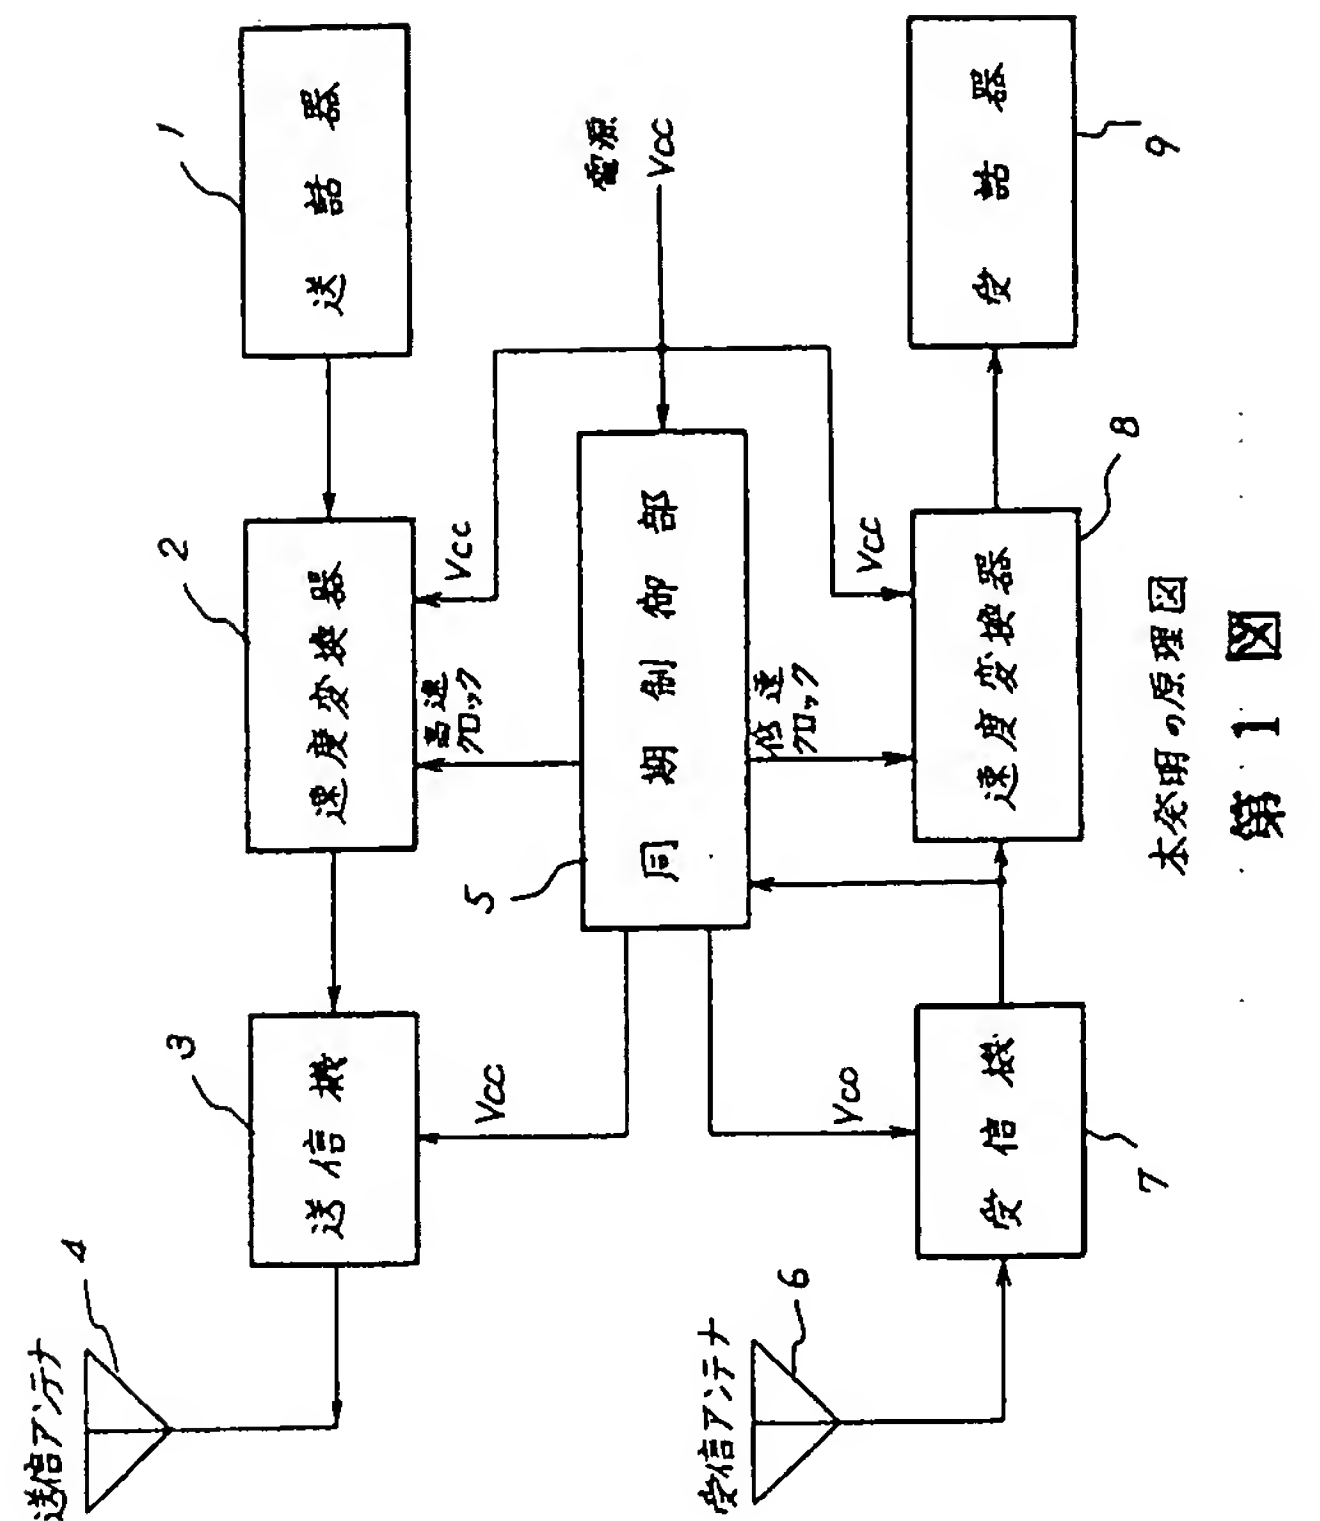 送信アンテナ
4
3
送信機
2
速度変換器
1
送話器
Vcc
高速
クロック
Vcc
5
同期制御部
電源
Vcc
低速
クロック
Vco
Vcc
受信アンテナ
6
受信機
7
速度変換器
8
受話器
9
本発明の原理図
第1図